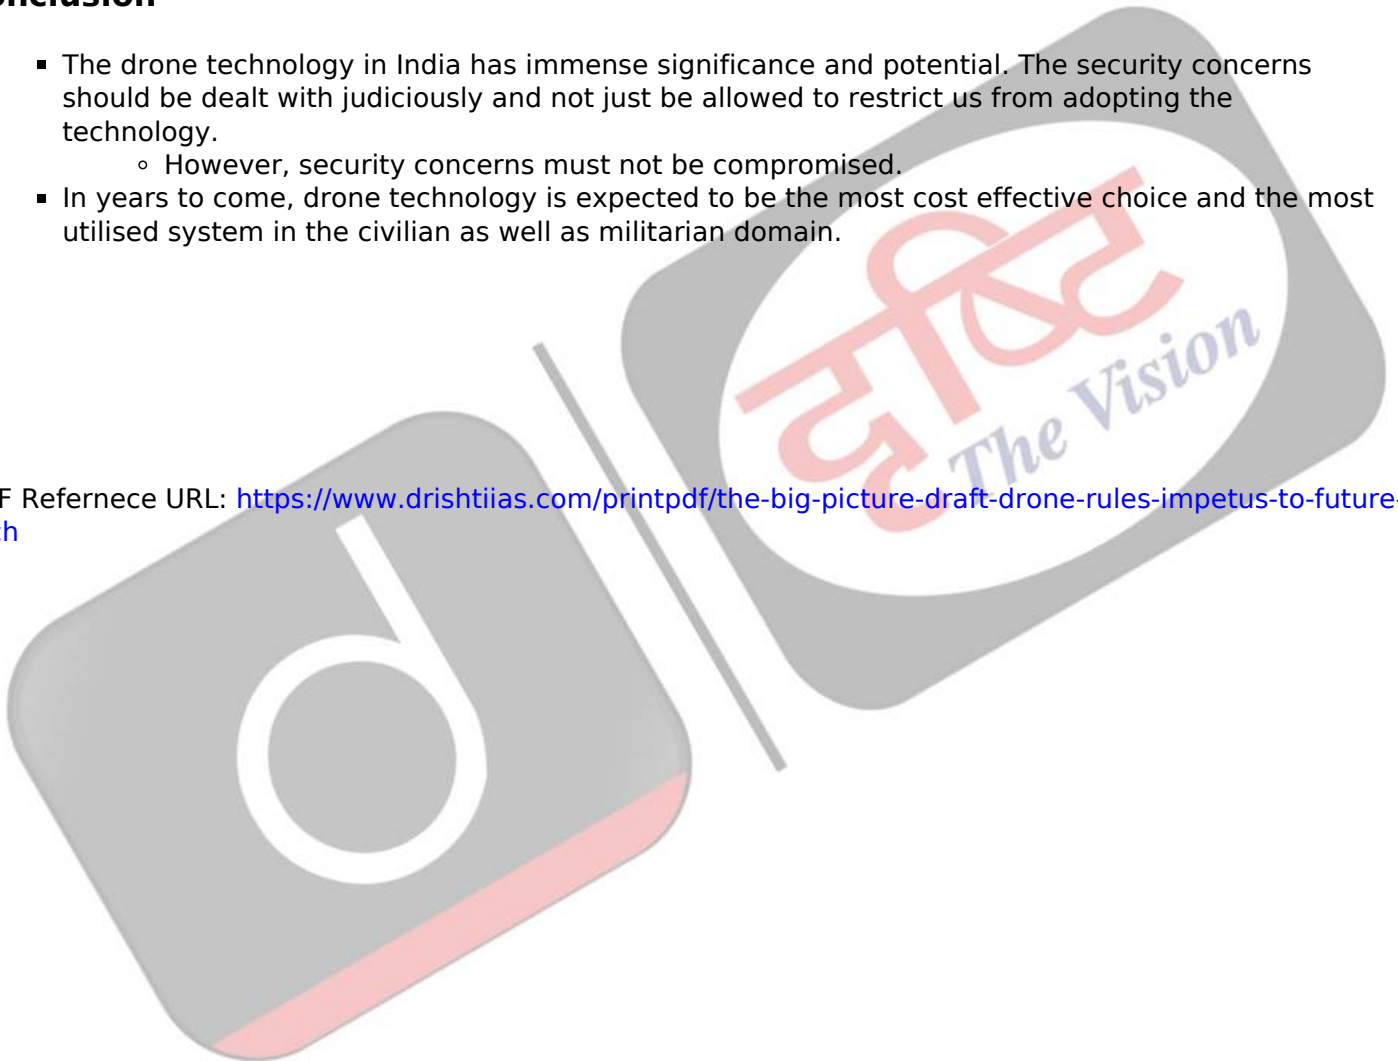 onclusion
The drone technology in India has immense significance and potential. The security concerns
should be dealt with judiciously and not just be allowed to restrict us from adopting the
technology.
However, security concerns must not be compromised.
In years to come, drone technology is expected to be the most cost effective choice and the most
utilised system in the civilian as well as militarian domain.
दृष्टि
The Vision
F Refernece URL: https://www.drishtiias.com/printpdf/the-big-picture-draft-drone-rules-impetus-to-future-
ch
d